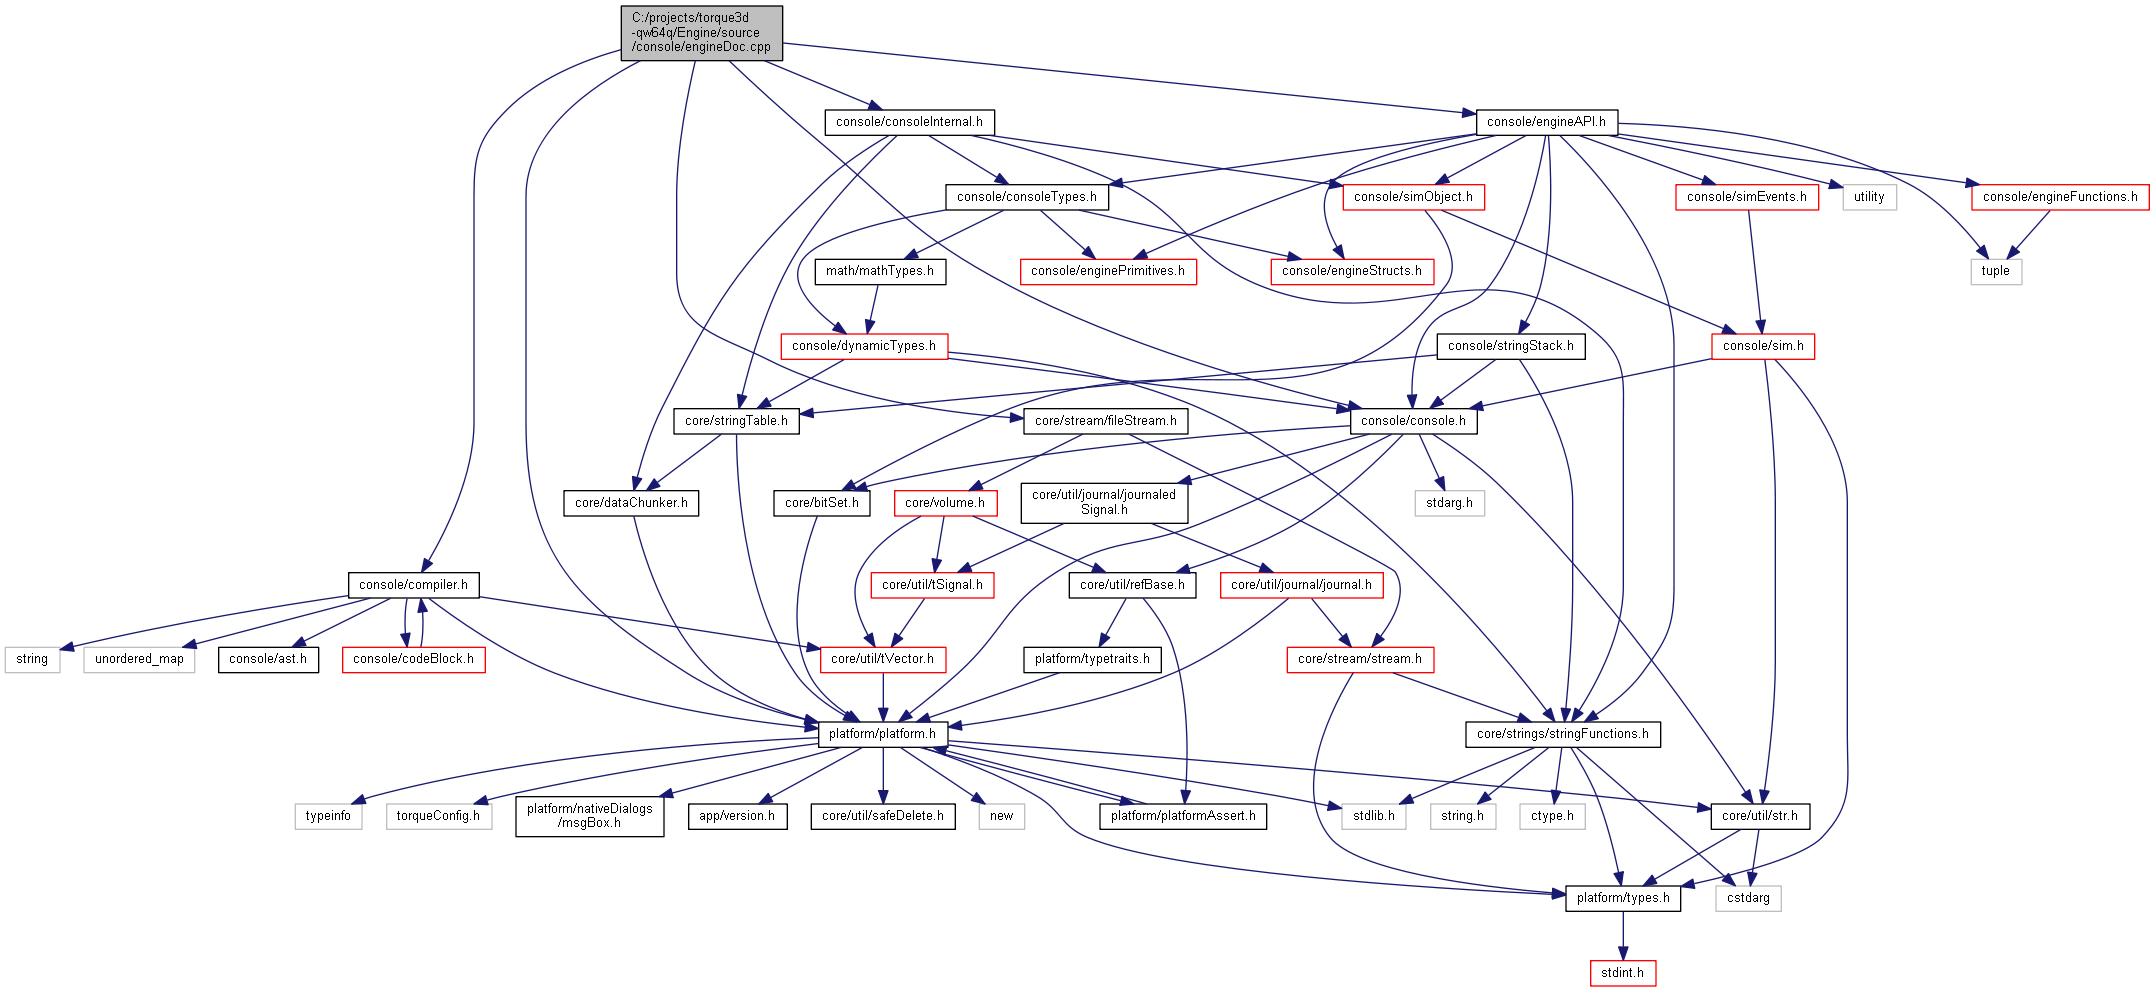 C:/projects/torque3d
-qw64q/Engine/source
/console/engineDoc.cpp
console/consoleInternal.h
console/engineAPI.h
console/consoleTypes.h
console/simObject.h
console/simEvents.h
utility
console/engineFunctions.h
math/mathTypes.h
console/enginePrimitives.h
console/engineStructs.h
tuple
console/dynamicTypes.h
console/stringStack.h
console/sim.h
core/stringTable.h
core/stream/fileStream.h
console/console.h
core/dataChunker.h
core/bitSet.h
core/volume.h
core/util/journal/journaled
Signal.h
stdarg.h
console/compiler.h
core/util/tSignal.h
core/util/refBase.h
core/util/journal/journal.h
string
unordered_map
console/ast.h
console/codeBlock.h
core/util/tVector.h
platform/typetraits.h
core/stream/stream.h
platform/platform.h
core/strings/stringFunctions.h
typeinfo
torqueConfig.h
platform/nativeDialogs
/msgBox.h
app/version.h
core/util/safeDelete.h
new
platform/platformAssert.h
stdlib.h
string.h
ctype.h
core/util/str.h
platform/types.h
cstdarg
stdint.h